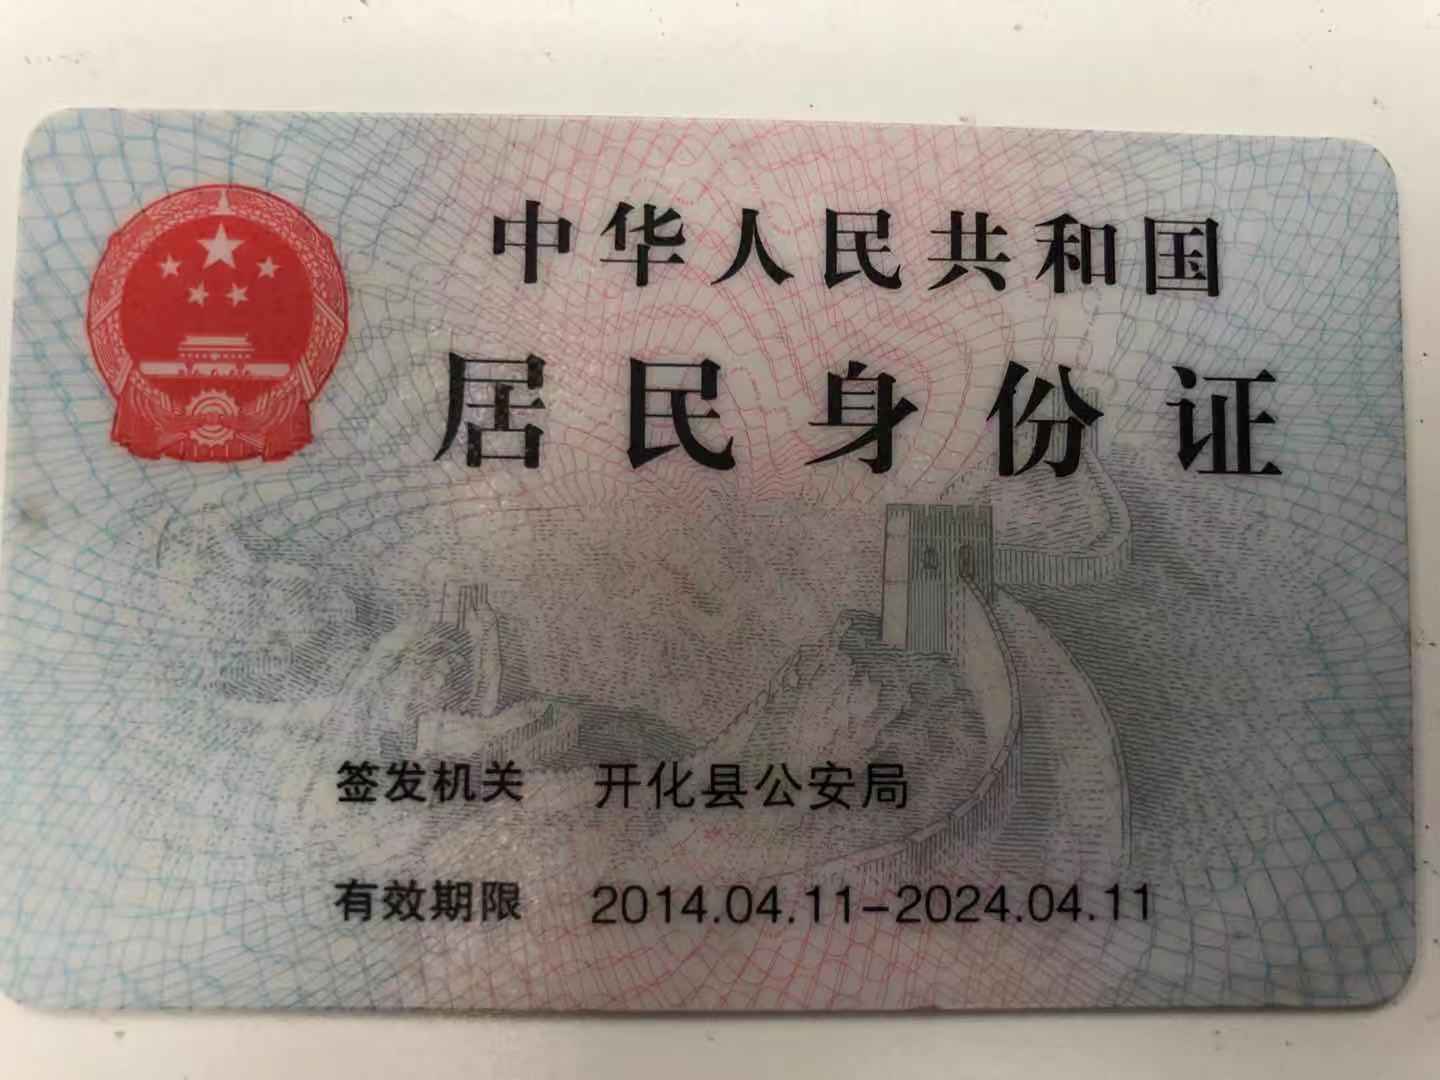 中华人民共和国
居民身份证
签发机关 开化县公安局
有效期限 2014.04.11-2024.04.11